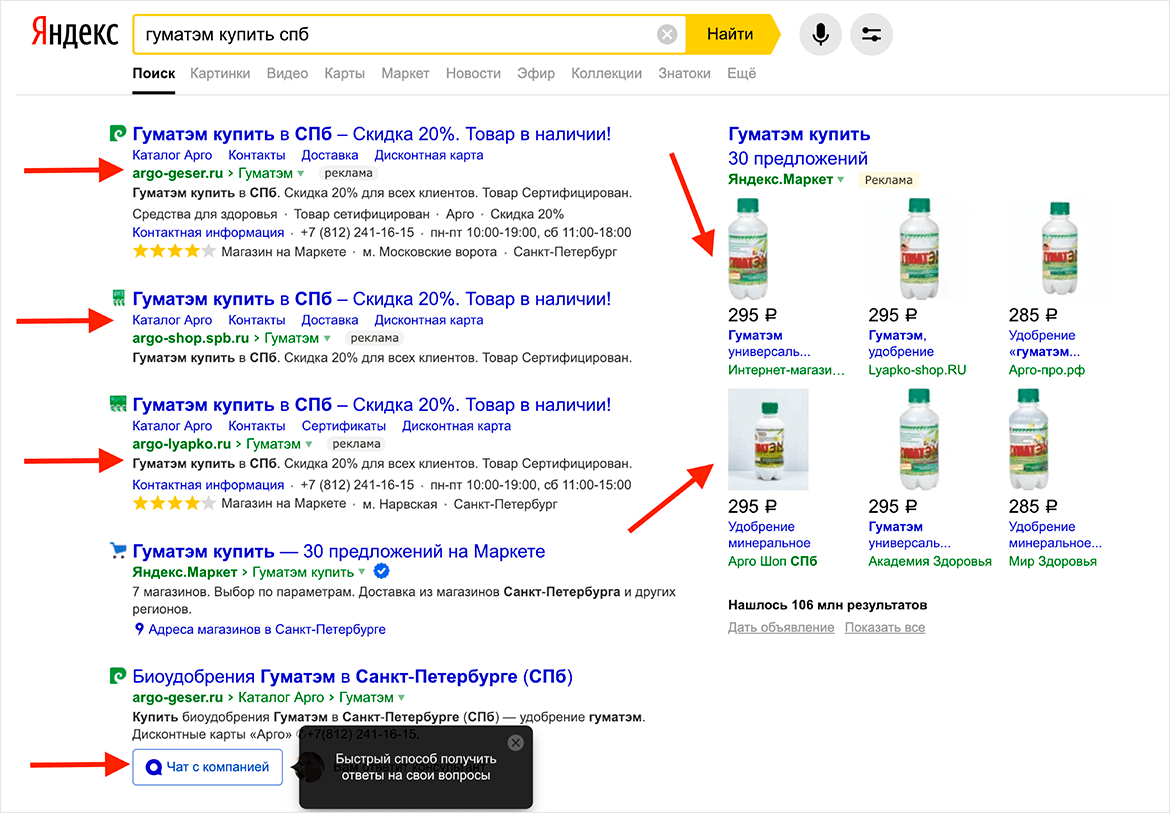 Яндекс
гуматэм купить спб
Найти
Поиск Картинки Видео Карты Маркет Новости Эфир Коллекции Знатоки Ещё
Гуматэм купить в СПб – Скидка 20%. Товар в наличии!
Каталог Арго Контакты Доставка Дисконтная карта
argo-geser.ru › Гуматэм реклама
Гуматэм купить в СПб. Скидка 20% для всех клиентов. Товар Сертифицирован.
Средства для здоровья · Товар сетифицирован · Арго · Скидка 20%
Контактная информация · +7 (812) 241-16-15 · пн-пт 10:00-19:00, сб 11:00-18:00
Магазин на Маркете · м. Московские ворота · Санкт-Петербург
Гуматэм купить в СПб – Скидка 20%. Товар в наличии!
Каталог Арго Контакты Доставка Дисконтная карта
argo-shop.spb.ru › Гуматэм реклама
Гуматэм купить в СПб. Скидка 20% для всех клиентов. Товар Сертифицирован.
Гуматэм купить в СПб – Скидка 20%. Товар в наличии!
Каталог Арго Контакты Сертификаты Дисконтная карта
argo-lyapko.ru › Гуматэм реклама
Гуматэм купить в СПб. Скидка 20% для всех клиентов. Товар Сертифицирован.
Контактная информация · +7 (812) 241-16-15 · пн-пт 10:00-19:00, сб 11:00-15:00
Магазин на Маркете · м. Нарвская · Санкт-Петербург
Гуматэм купить — 30 предложений на Маркете
Яндекс.Маркет › Гуматэм купить
7 магазинов. Выбор по параметрам. Доставка из магазинов Санкт-Петербурга и других
регионов.
Адреса магазинов в Санкт-Петербурге
Биоудобрения Гуматэм в Санкт-Петербурге (СПб)
argo-geser.ru › Каталог Арго › Гуматэм
Купить биоудобрения Гуматэм в Санкт-Петербурге (СПб) — удобрение гуматэм.
Дисконтные карты «Арго» ✆+7(812) 241-16-15.
Чат с компанией
Вам ответит консультант
Быстрый способ получить
ответы на свои вопросы
Гуматэм купить
30 предложений
Яндекс.Маркет Реклама
ГУМАТЭМ ГУМАТЭМ ГУМАТЭМ
295 ₽ 295 ₽ 285 ₽
Гуматэм Гуматэм, Удобрение
универсаль... удобрение «гуматэм...
Интернет-магази... Lyapko-shop.RU Арго-про.рф
ГУМАТЭМ ГУМАТЭМ ГУМАТЭМ
295 ₽ 295 ₽ 285 ₽
Удобрение Гуматэм Удобрение
минеральное универсаль... минеральное...
Арго Шоп СПб Академия Здоровья Мир Здоровья
Нашлось 106 млн результатов
Дать объявление Показать все